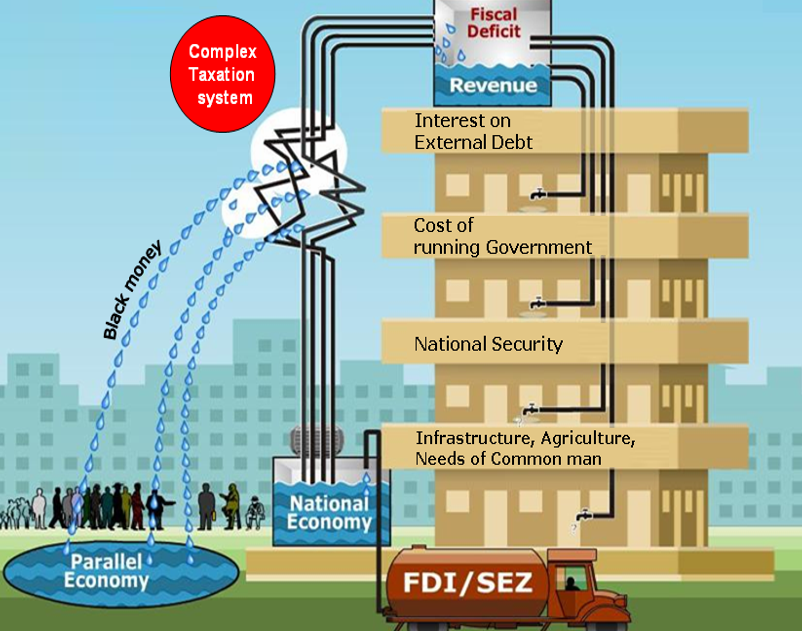 Fiscal
Deficit
Revenue
Complex
Taxation
system
Interest on
External Debt
Cost of
running Government
Black money
National Security
Infrastructure, Agriculture,
Needs of Common man
National
Economy
Parallel
Economy
FDI/SEZ